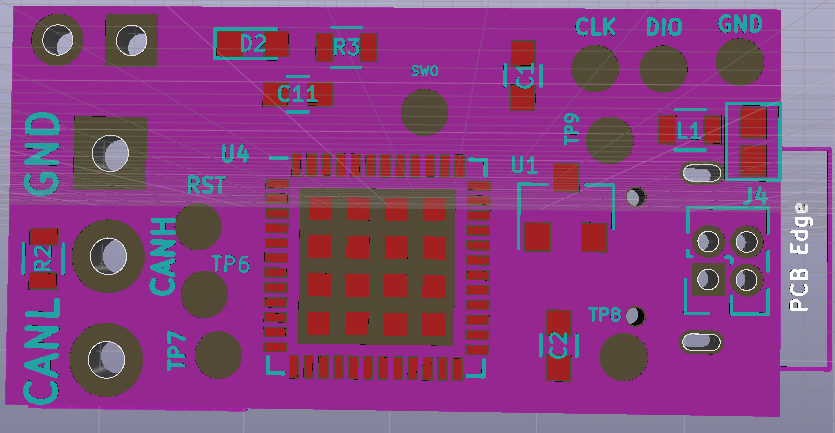 CLK DIO GND
D2 R3
SWO
C1
C11
TP9
L1
GND
U4
U1
RST
J4
CANH
R2
TP6
PCB Edge
CANL
TP7
TP8
C2